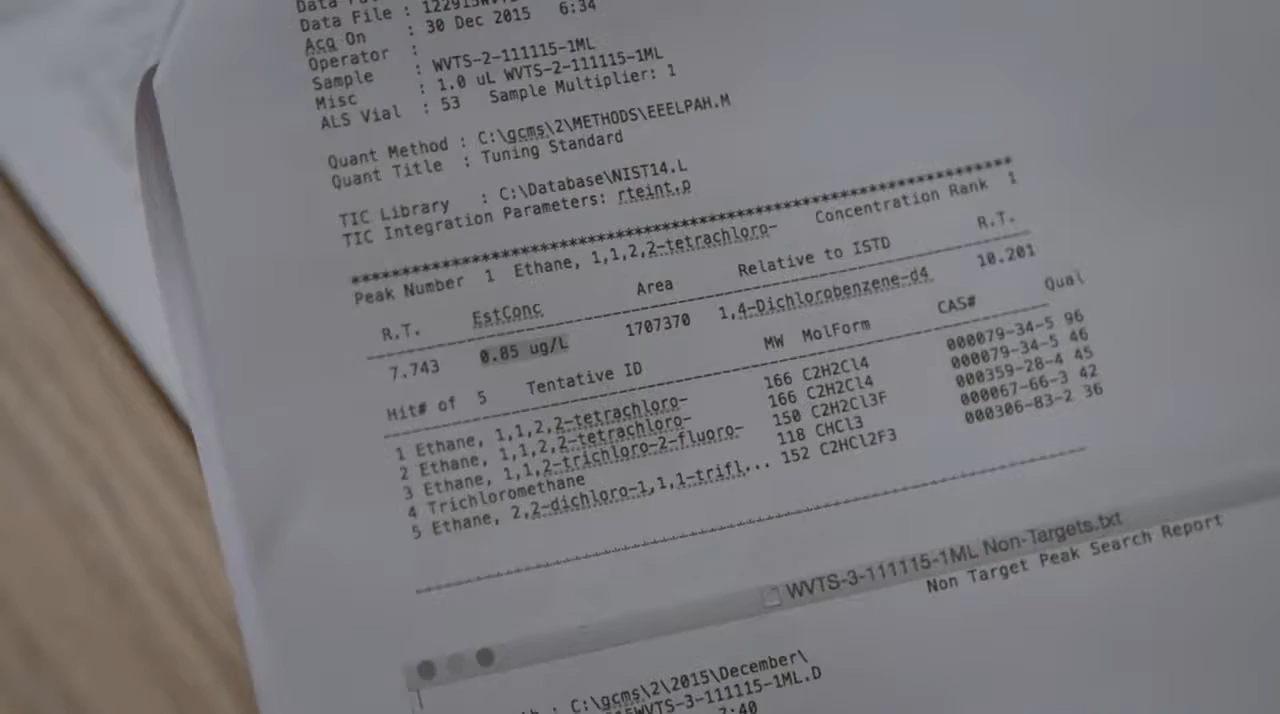 Data File : 122915WVTS
Acq On : 30 Dec 2015 6:34
Operator :
Sample : WVTS-2-111115-1ML
Misc : 1.0 uL WVTS-2-111115-1ML
ALS Vial : 53 Sample Multiplier: 1
Quant Method : C:\gcms\2\METHODS\EEELPAH.M
Quant Title : Tuning Standard
TIC Library : C:\Database\NIST14.L
TIC Integration Parameters: rteint.p
Peak Number 1 Ethane, 1,1,2,2-tetrachloro- Concentration Rank 1
R.T. EstConc Area Relative to ISTD R.T.
7.743 0.85 ug/L 1707370 1,4-Dichlorobenzene-d4 10.201
Hit# of 5 Tentative ID MW MolForm CAS# Qual
1 Ethane, 1,1,2,2-tetrachloro- 166 C2H2Cl4 000079-34-5 96
2 Ethane, 1,1,2,2-tetrachloro- 166 C2H2Cl4 000079-34-5 46
3 Ethane, 1,1,2-trichloro-2-fluoro- 150 C2H2Cl3F 000359-28-4 45
4 Trichloromethane 118 CHCl3 000067-66-3 42
5 Ethane, 2,2-dichloro-1,1,1-trifl... 152 C2HCl2F3 000306-83-2 36
WVTS-3-111115-1ML Non-Targets.txt
Non Target Peak Search Report
: C:\gcms\2\2015\December\
15WVTS-3-111115-1ML.D
7:40